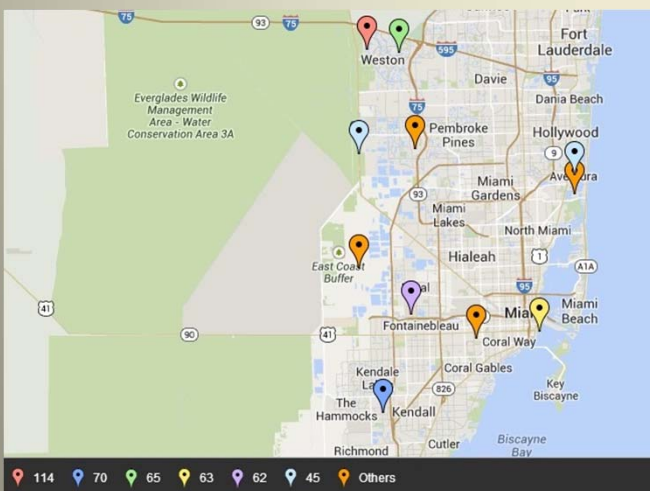 75
93
75
Weston
595
Fort
Lauderdale
Davie
95
Dania Beach
Everglades Wildlife
Management
Area - Water
Conservation Area 3A
75
Pembroke
Pines
Hollywood
9
93
Miami
Gardens
Miami
Lakes
North Miami
Hialeah
1
A1A
East Coast
Buffer
95
41
90
41
Fontainebleau
Miami
Beach
Coral Way
Coral Gables
Key
Biscayne
Kendale
826
The
Hammocks
Kendall
Richmond
Cutler
Biscayne
Bay
114 70 65 63 62 45 Others